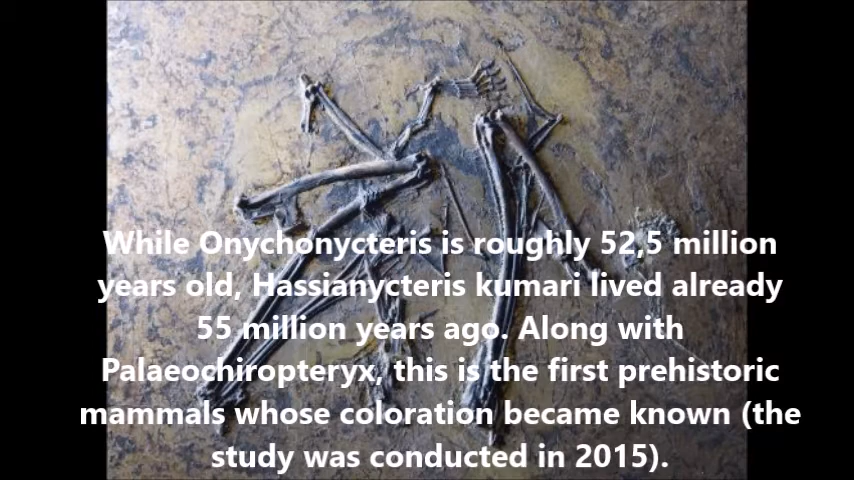 While Onychonycteris is roughly 52,5 million
years old, Hassianycteris kumari lived already
55 million years ago. Along with
Palaeochiropteryx, this is the first prehistoric
mammals whose coloration became known (the
study was conducted in 2015).